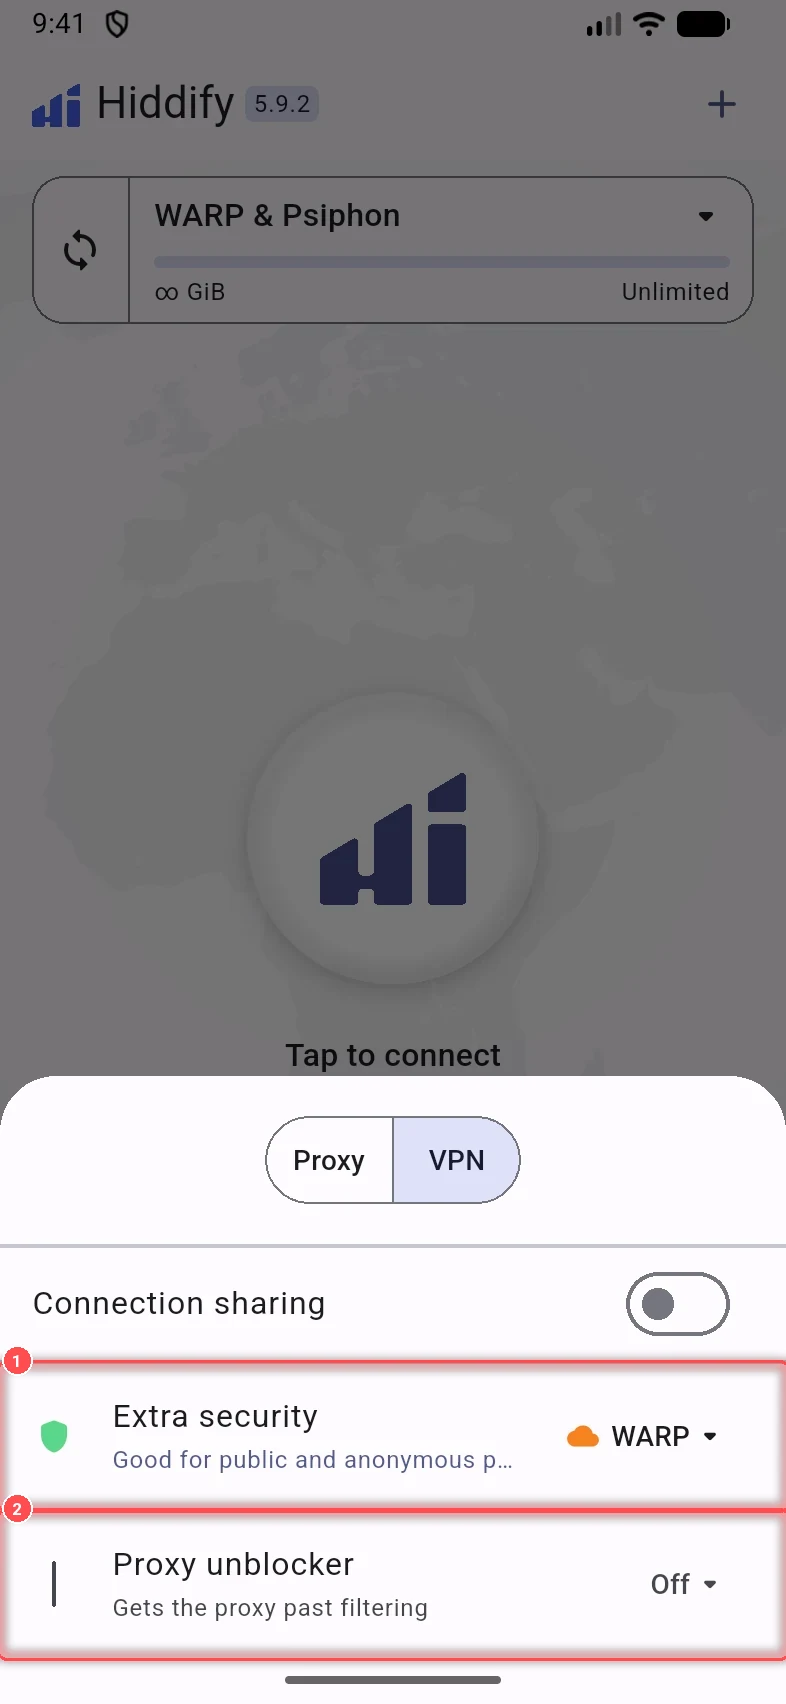 9:41
Hiddify 5.9.2
WARP & Psiphon
∞ GiB Unlimited
Tap to connect
Proxy VPN
Connection sharing
1
Extra security
Good for public and anonymous p...
WARP
2
Proxy unblocker
Gets the proxy past filtering
Off